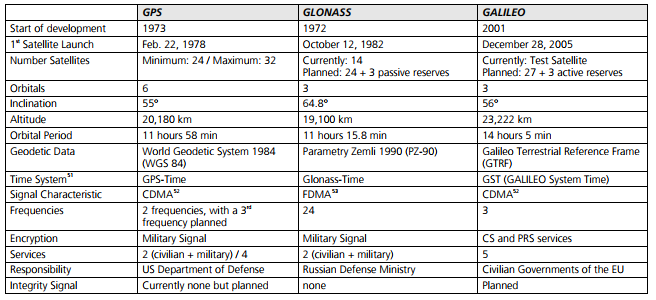 GPS GLONASS GALILEO
Start of development 1973 1972 2001
1st Satellite Launch Feb. 22, 1978 October 12, 1982 December 28, 2005
Number Satellites Minimum: 24 / Maximum: 32 Currently: 14 Currently: Test Satellite
Planned: 24 + 3 passive reserves Planned: 27 + 3 active reserves
Orbitals 6 3 3
Inclination 55° 64.8° 56°
Altitude 20,180 km 19,100 km 23,222 km
Orbital Period 11 hours 58 min 11 hours 15.8 min 14 hours 5 min
Geodetic Data World Geodetic System 1984 Parametry Zemli 1990 (PZ-90) Galileo Terrestrial Reference Frame
(WGS 84) (GTRF)
Time System51 GPS-Time Glonass-Time GST (GALILEO System Time)
Signal Characteristic CDMA52 FDMA53 CDMA52
Frequencies 2 frequencies, with a 3rd 24 3
frequency planned
Encryption Military Signal Military Signal CS and PRS services
Services 2 (civilian + military) / 4 2 (civilian + military) 5
Responsibility US Department of Defense Russian Defense Ministry Civilian Governments of the EU
Integrity Signal Currently none but planned none Planned